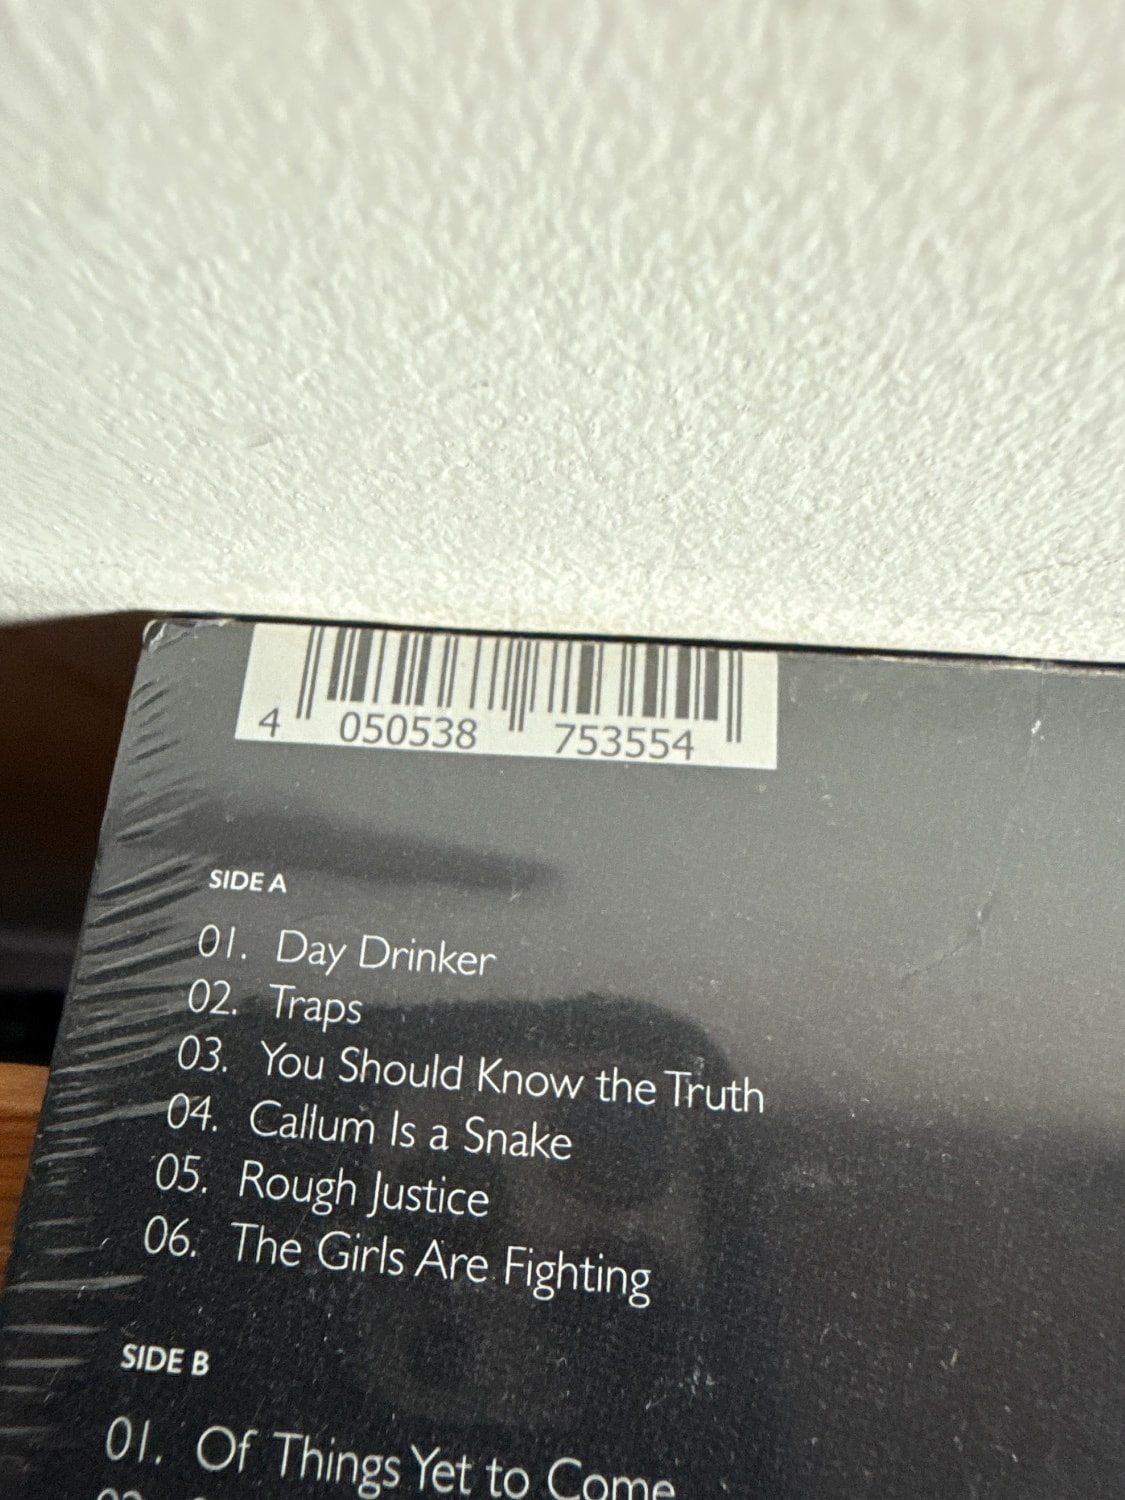 4 050538 753554
SIDE A
01. Day Drinker
02. Traps
03. You Should Know the Truth
04. Callum Is a Snake
05. Rough Justice
06. The Girls Are Fighting
SIDE B
01. Of Things Yet to Come